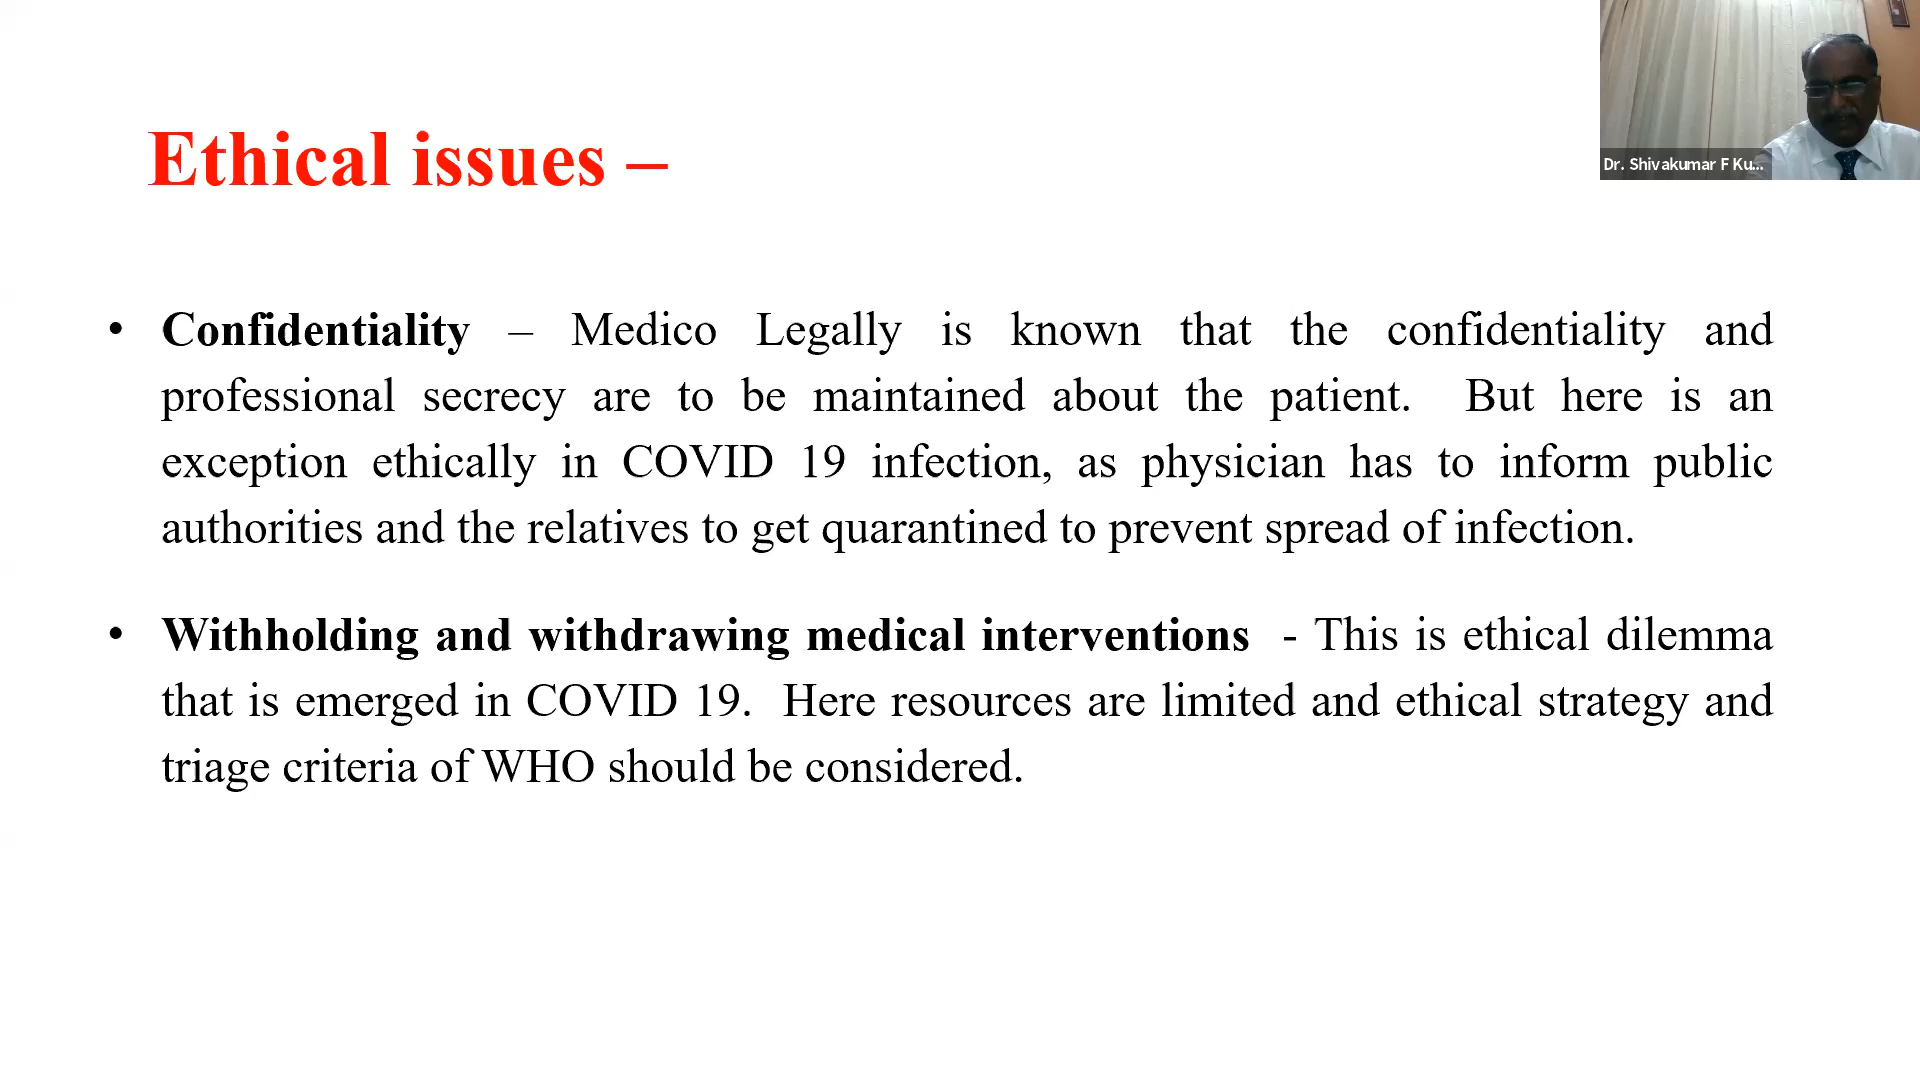 Dr. Shivakumar F Ku...
Ethical issues –
• Confidentiality – Medico Legally is known that the confidentiality and
professional secrecy are to be maintained about the patient. But here is an
exception ethically in COVID 19 infection, as physician has to inform public
authorities and the relatives to get quarantined to prevent spread of infection.
• Withholding and withdrawing medical interventions - This is ethical dilemma
that is emerged in COVID 19. Here resources are limited and ethical strategy and
triage criteria of WHO should be considered.